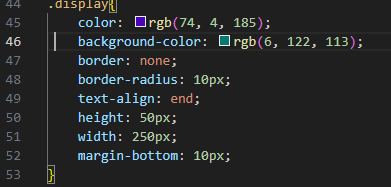 44 .display{
45 color: rgb(74, 4, 185);
46 background-color: rgb(6, 122, 113);
47 border: none;
48 border-radius: 10px;
49 text-align: end;
50 height: 50px;
51 width: 250px;
52 margin-bottom: 10px;
53 }